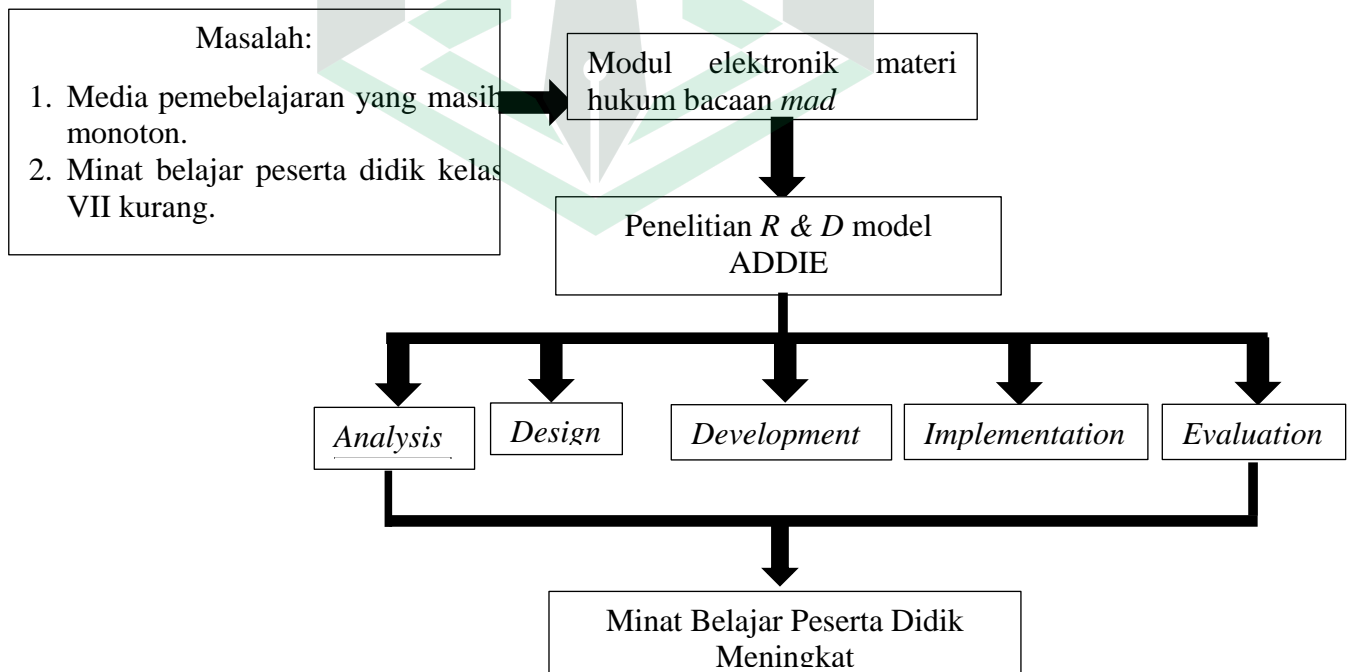 Masalah:
1. Media pemebelajaran yang masih
monoton.
2. Minat belajar peserta didik kelas
VII kurang.
Modul elektronik materi
hukum bacaan mad
Penelitian R & D model
ADDIE
Analysis
Design
Development
Implementation
Evaluation
Minat Belajar Peserta Didik
Meningkat